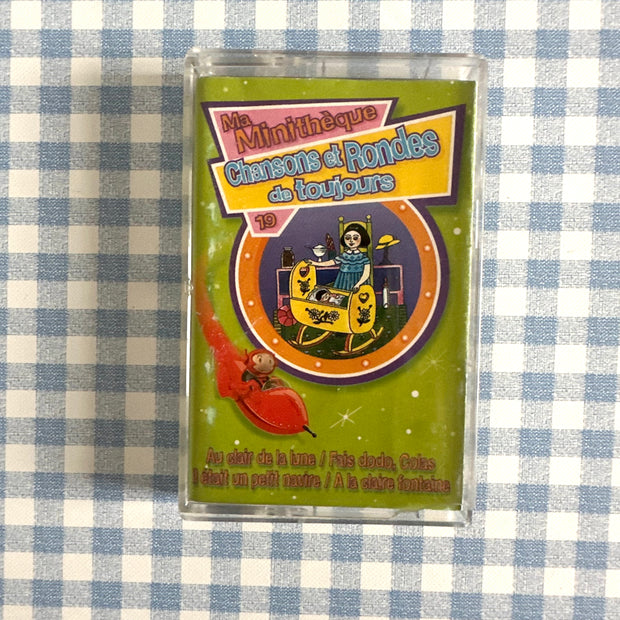 Ma
Minithèque
Chansons et Rondes
de toujours
19
Au clair de la lune / Fais dodo, Colas
Il était un petit navire / A la claire fontaine